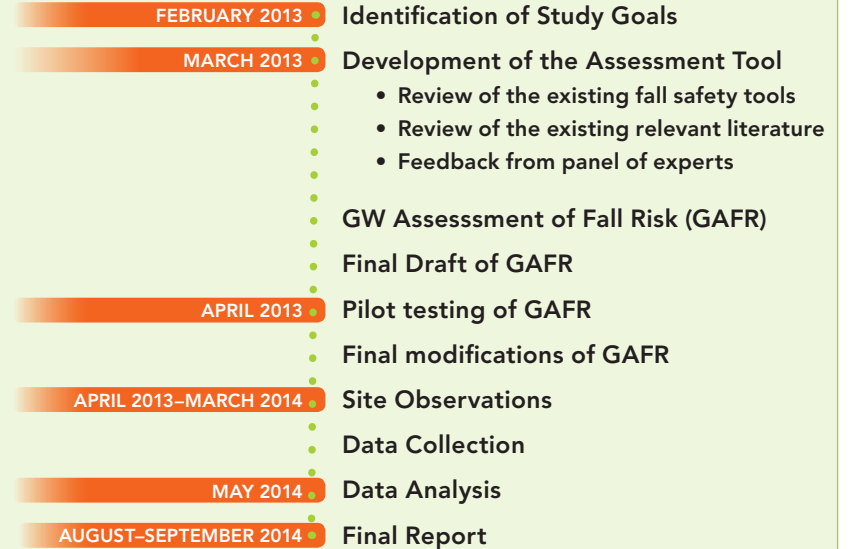 FEBRUARY 2013 Identification of Study Goals
MARCH 2013 Development of the Assessment Tool
• Review of the existing fall safety tools
• Review of the existing relevant literature
• Feedback from panel of experts
GW Assesssment of Fall Risk (GAFR)
Final Draft of GAFR
APRIL 2013 Pilot testing of GAFR
Final modifications of GAFR
APRIL 2013–MARCH 2014 Site Observations
Data Collection
MAY 2014 Data Analysis
AUGUST–SEPTEMBER 2014 Final Report